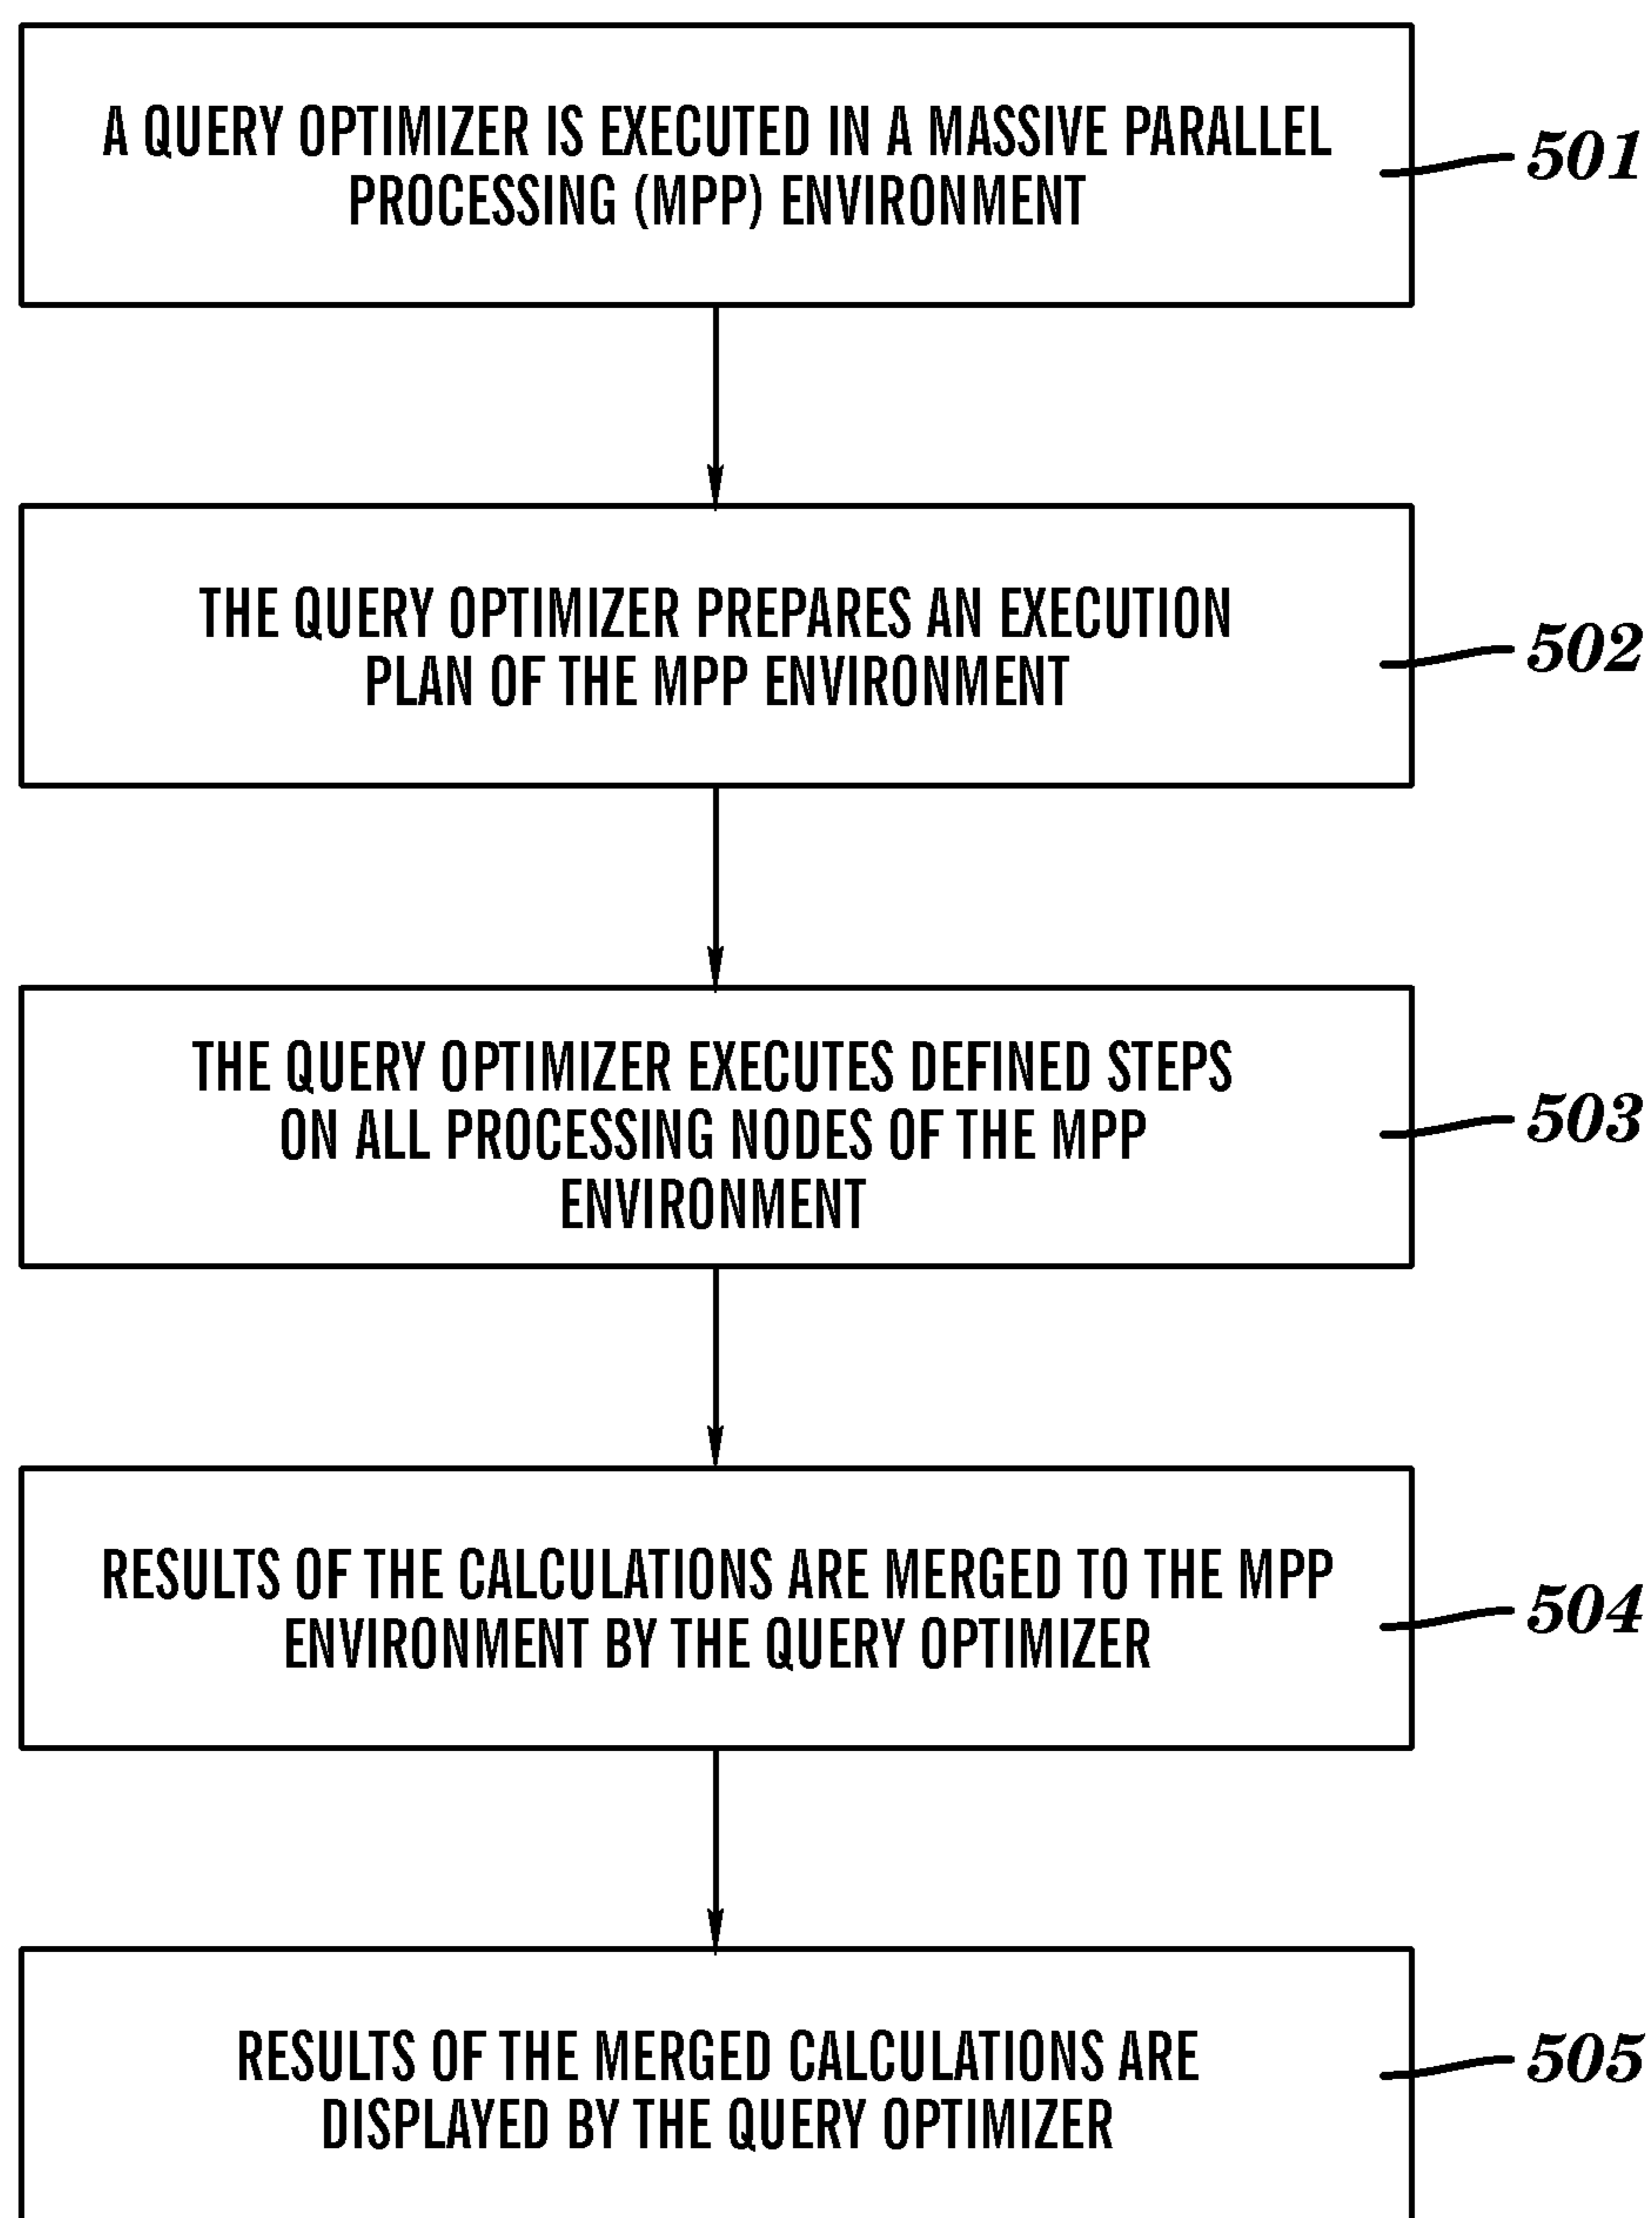 A QUERY OPTIMIZER IS EXECUTED IN A MASSIVE PARALLEL
PROCESSING (MPP) ENVIRONMENT
501
THE QUERY OPTIMIZER PREPARES AN EXECUTION
PLAN OF THE MPP ENVIRONMENT
502
THE QUERY OPTIMIZER EXECUTES DEFINED STEPS
ON ALL PROCESSING NODES OF THE MPP
ENVIRONMENT
503
RESULTS OF THE CALCULATIONS ARE MERGED TO THE MPP
ENVIRONMENT BY THE QUERY OPTIMIZER
504
RESULTS OF THE MERGED CALCULATIONS ARE
DISPLAYED BY THE QUERY OPTIMIZER
505